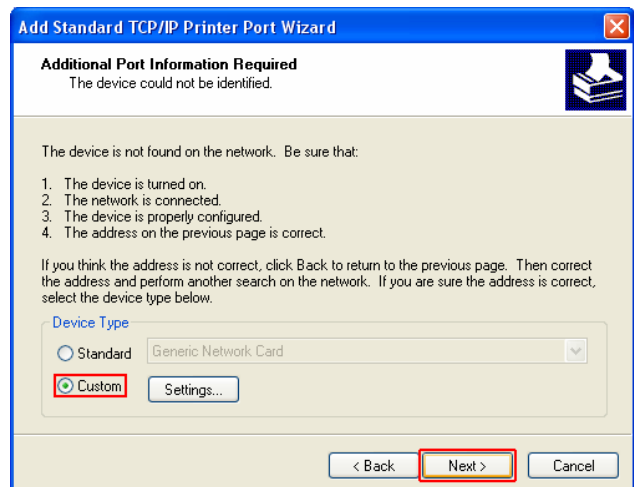 Add Standard TCP/IP Printer Port Wizard
Additional Port Information Required
The device could not be identified.
The device is not found on the network. Be sure that:
1. The device is turned on.
2. The network is connected.
3. The device is properly configured.
4. The address on the previous page is correct.
If you think the address is not correct, click Back to return to the previous page. Then correct
the address and perform another search on the network. If you are sure the address is correct,
select the device type below.
Device Type
Standard Generic Network Card
Custom Settings...
< Back Next > Cancel